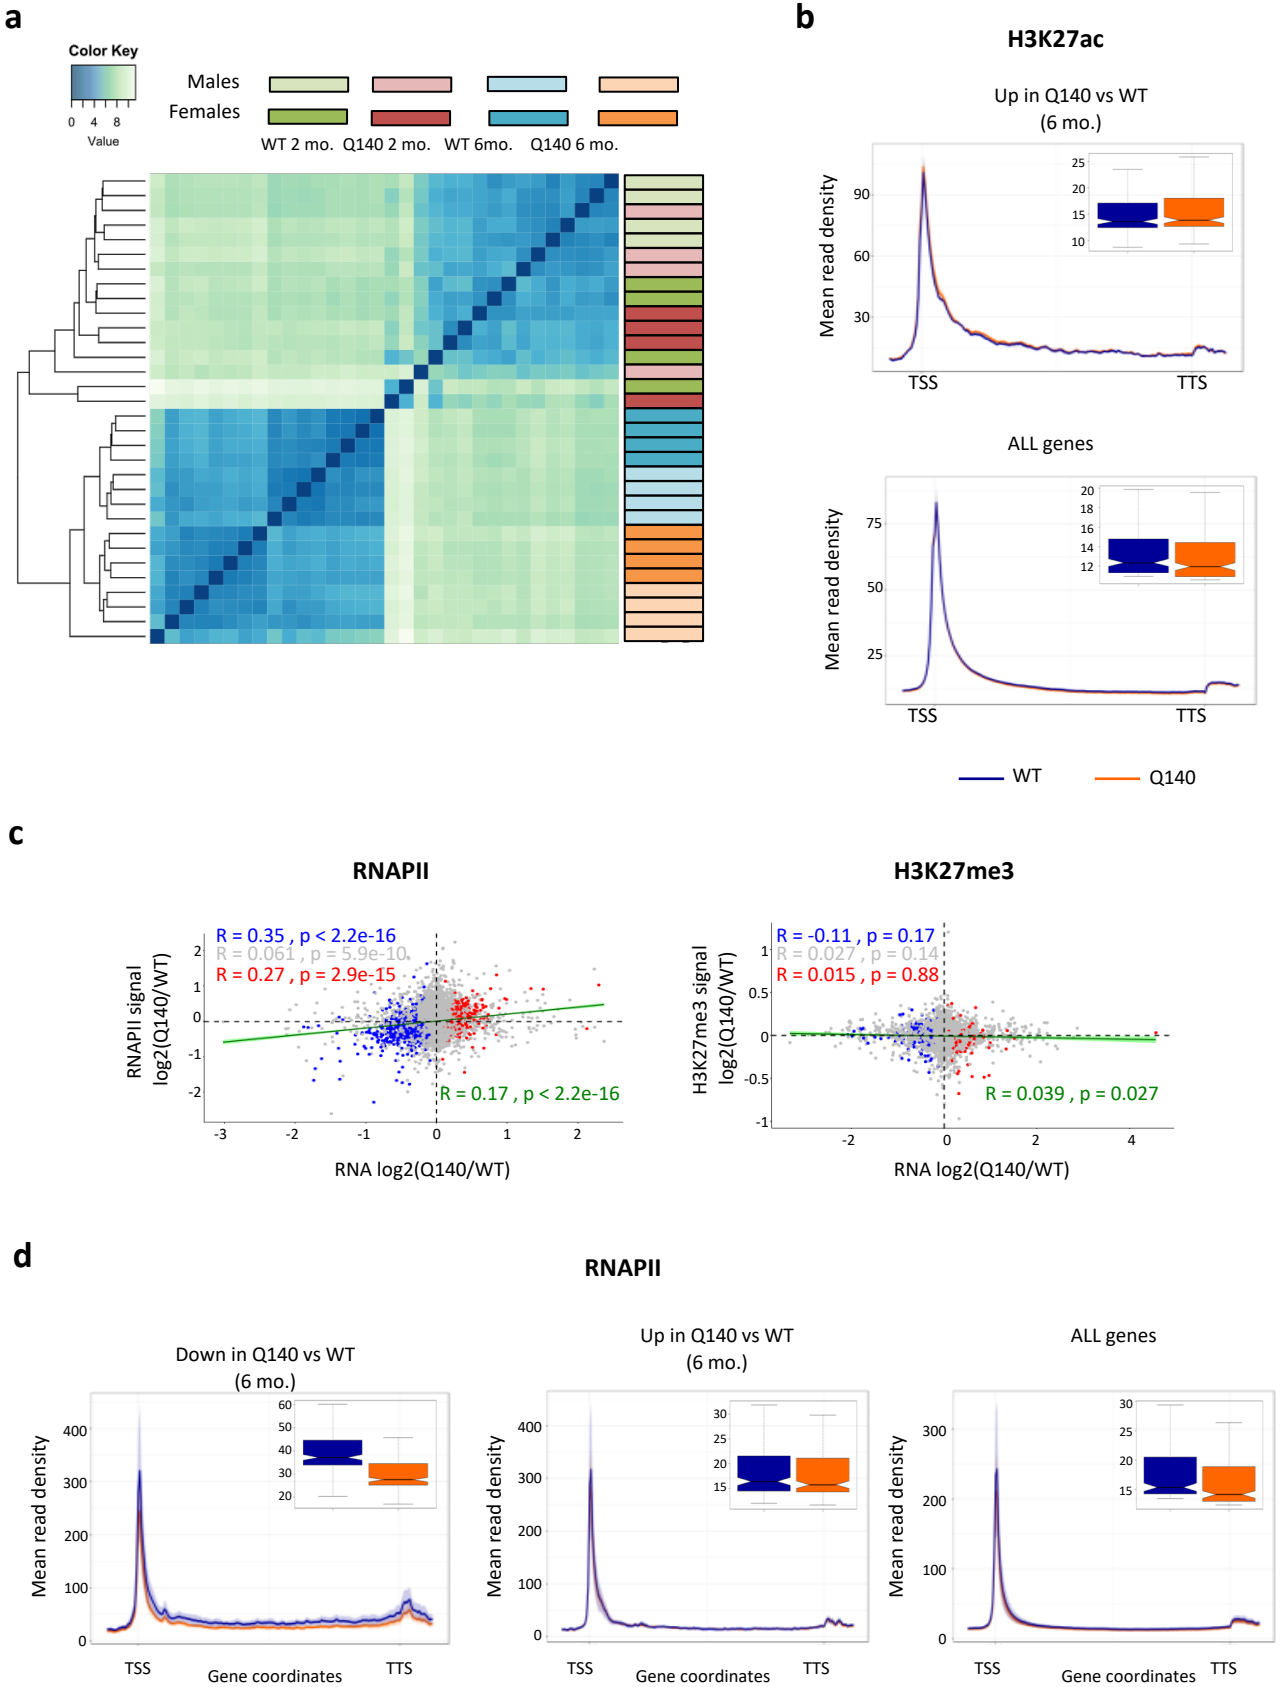 a
Color Key
0 4 8
Value
Males
Females
WT 2 mo. Q140 2 mo. WT 6mo. Q140 6 mo.
b
H3K27ac
Up in Q140 vs WT
(6 mo.)
Mean read density
90
60
30
25
20
15
10
TSS
TTS
ALL genes
Mean read density
75
50
25
20
18
16
14
12
TSS
TTS
WT
Q140
c
RNAPII
R = 0.35 , p < 2.2e-16
R = 0.061 , p = 5.9e-10
R = 0.27 , p = 2.9e-15
R = 0.17 , p < 2.2e-16
RNAPII signal
log2(Q140/WT)
2
1
0
-1
-2
-3 -2 -1 0 1 2
RNA log2(Q140/WT)
H3K27me3
R = -0.11 , p = 0.17
R = 0.027 , p = 0.14
R = 0.015 , p = 0.88
R = 0.039 , p = 0.027
H3K27me3 signal
log2(Q140/WT)
1
0.5
0
-0.5
-1
-2 0 2 4
RNA log2(Q140/WT)
d
RNAPII
Down in Q140 vs WT
(6 mo.)
Mean read density
400
300
200
100
0
60
50
40
30
20
TSS
Gene coordinates
TTS
Up in Q140 vs WT
(6 mo.)
Mean read density
400
300
200
100
0
30
25
20
15
TSS
Gene coordinates
TTS
ALL genes
Mean read density
300
200
100
0
30
25
20
15
TSS
Gene coordinates
TTS